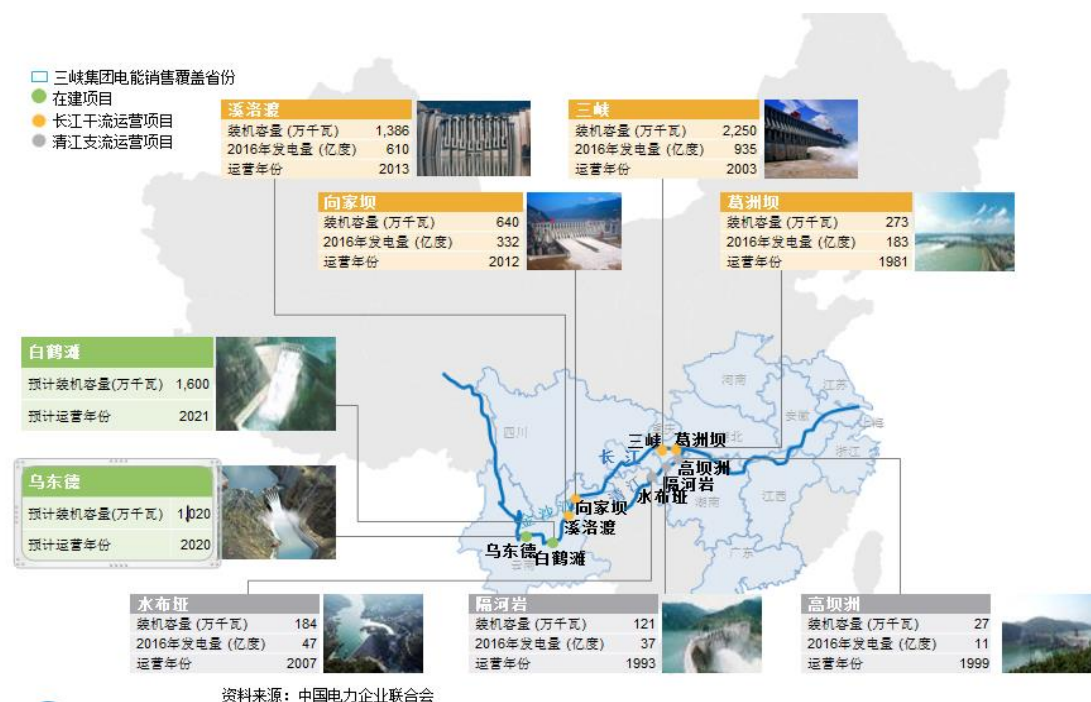 三峡集团电能销售覆盖省份
在建项目
长江干流运营项目
清江支流运营项目
溪洛渡
装机容量 (万千瓦) 1,386
2016年发电量 (亿度) 610
运营年份 2013
三峡
装机容量 (万千瓦) 2,250
2016年发电量 (亿度) 935
运营年份 2003
向家坝
装机容量 (万千瓦) 640
2016年发电量 (亿度) 332
运营年份 2012
葛洲坝
装机容量 (万千瓦) 273
2016年发电量 (亿度) 183
运营年份 1981
白鹤滩
预计装机容量(万千瓦) 1,600
预计运营年份 2021
乌东德
预计装机容量(万千瓦) 1,020
预计运营年份 2020
河南
江苏
安徽
上海
四川
重庆
湖北
浙江
三峡
葛洲坝
长江
高坝洲
清江
隔河岩
水布垭
湖南
江西
金沙江
向家坝
溪洛渡
广东
乌东德
白鹤滩
云南
水布垭
装机容量 (万千瓦) 184
2016年发电量 (亿度) 47
运营年份 2007
隔河岩
装机容量 (万千瓦) 121
2016年发电量 (亿度) 37
运营年份 1993
高坝洲
装机容量 (万千瓦) 27
2016年发电量 (亿度) 11
运营年份 1999
资料来源：中国电力企业联合会